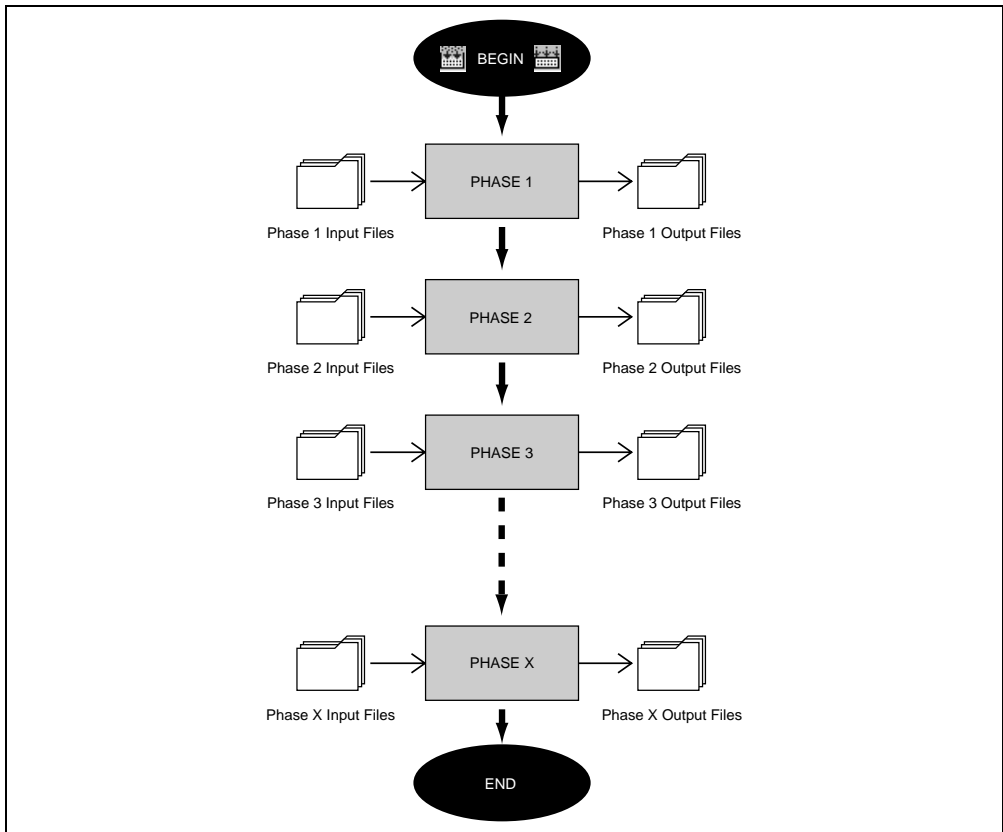 BEGIN
PHASE 1
Phase 1 Input Files
Phase 1 Output Files
PHASE 2
Phase 2 Input Files
Phase 2 Output Files
PHASE 3
Phase 3 Input Files
Phase 3 Output Files
PHASE X
Phase X Input Files
Phase X Output Files
END